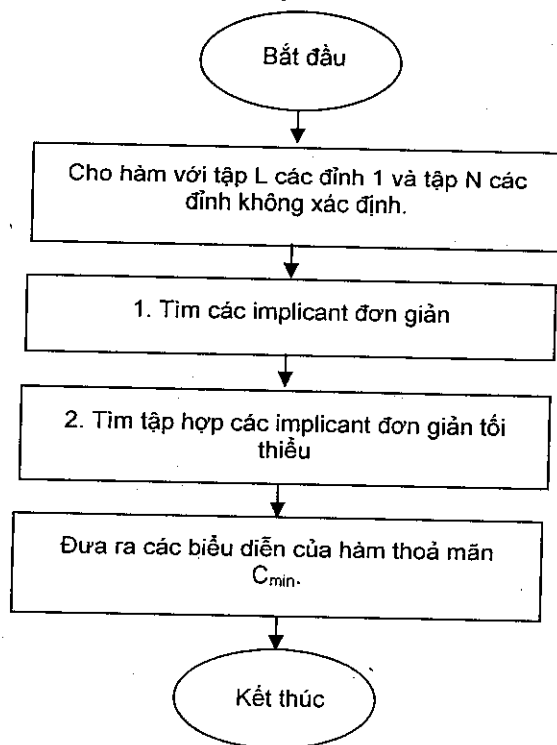 Bắt đầu
Cho hàm với tập L các đỉnh 1 và tập N các
đỉnh không xác định.
1. Tìm các implicant đơn giản
2. Tìm tập hợp các implicant đơn giản tối
thiểu
Đưa ra các biểu diễn của hàm thoả mãn
Cmin.
Kết thúc